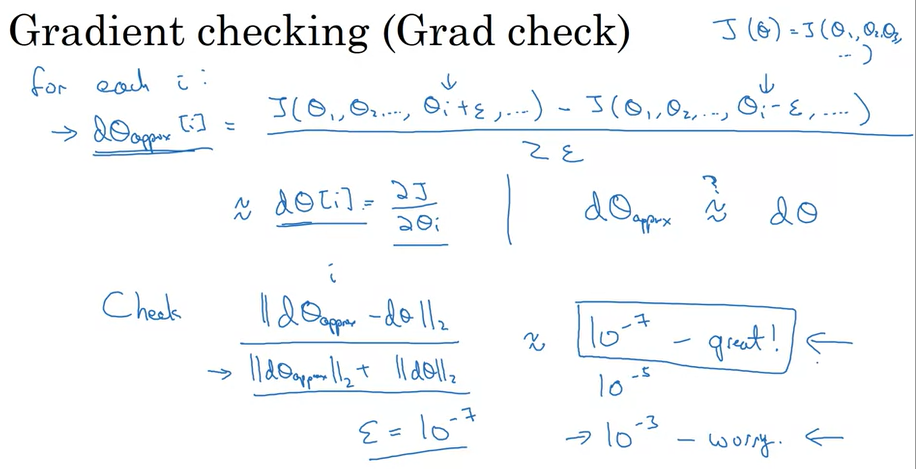 Gradient checking (Grad check)
J(θ) = J(θ₁, θ₂, θ₃, ...)
for each i:
→ dθapprox[i] = J(θ₁, θ₂, ..., θᵢ+ε, ...) - J(θ₁, θ₂, ..., θᵢ-ε, ....)
2ε
≈ dθ[i] = ∂J/∂θᵢ | dθapprox ≈? dθ
i
Check ||dθapprox - dθ||₂
→ ||dθapprox||₂ + ||dθ||₂
≈ 10⁻⁷ - great! ←
10⁻⁵
ε = 10⁻⁷
→ 10⁻³ - worry. ←